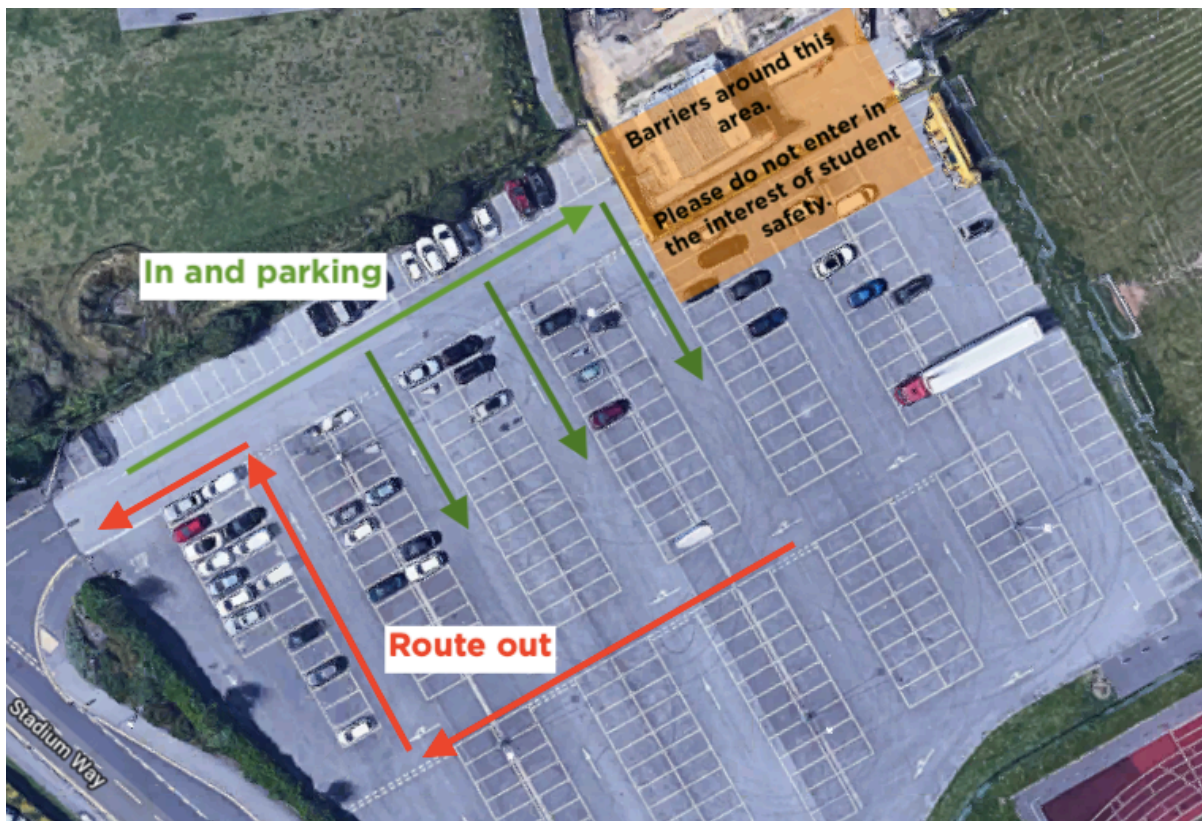 Barriers around this
area.
Please do not enter in
the interest of student
safety.
In and parking
Route out
Stadium Way